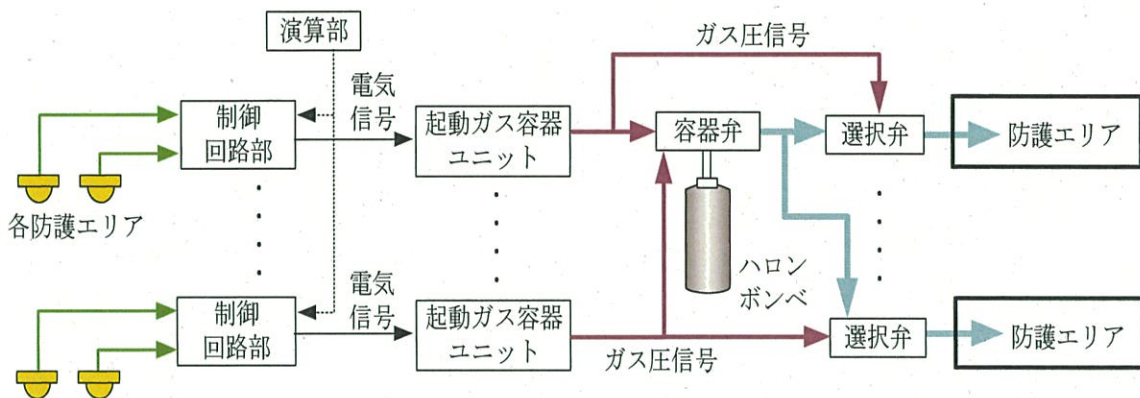 演算部
ガス圧信号
電気
信号
制御
回路部
起動ガス容器
ユニット
容器弁
選択弁
防護エリア
各防護エリア
ハロン
ボンベ
電気
信号
制御
回路部
起動ガス容器
ユニット
ガス圧信号
選択弁
防護エリア